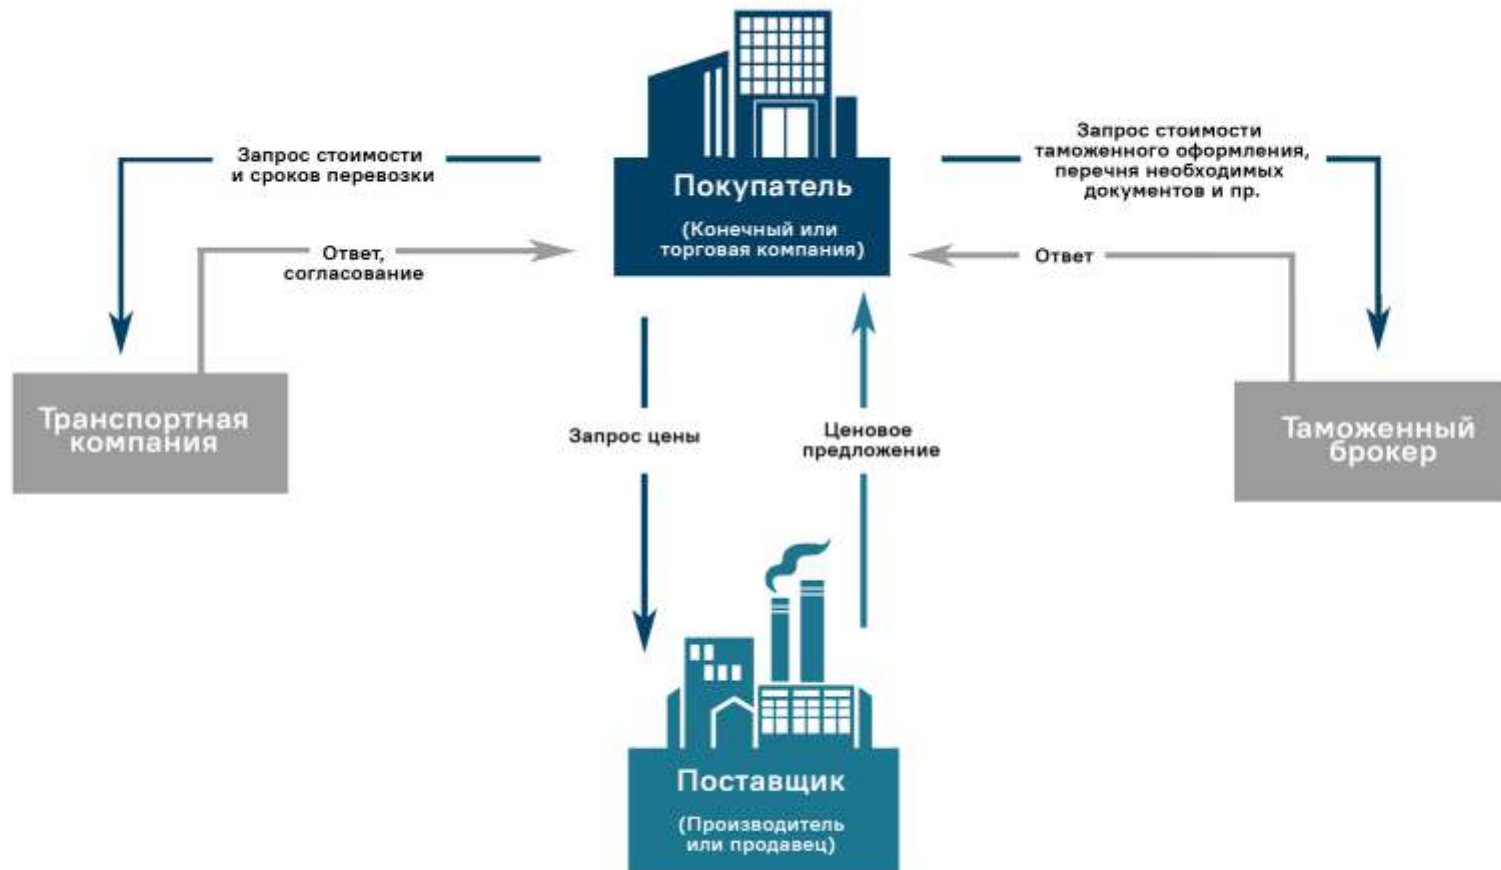 Запрос стоимости
и сроков перевозки
Покупатель
(Конечный или
торговая компания)
Запрос стоимости
таможенного оформления,
перечня необходимых
документов и пр.
Ответ,
согласование
Ответ
Транспортная
компания
Запрос цены
Ценовое
предложение
Таможенный
брокер
Поставщик
(Производитель
или продавец)